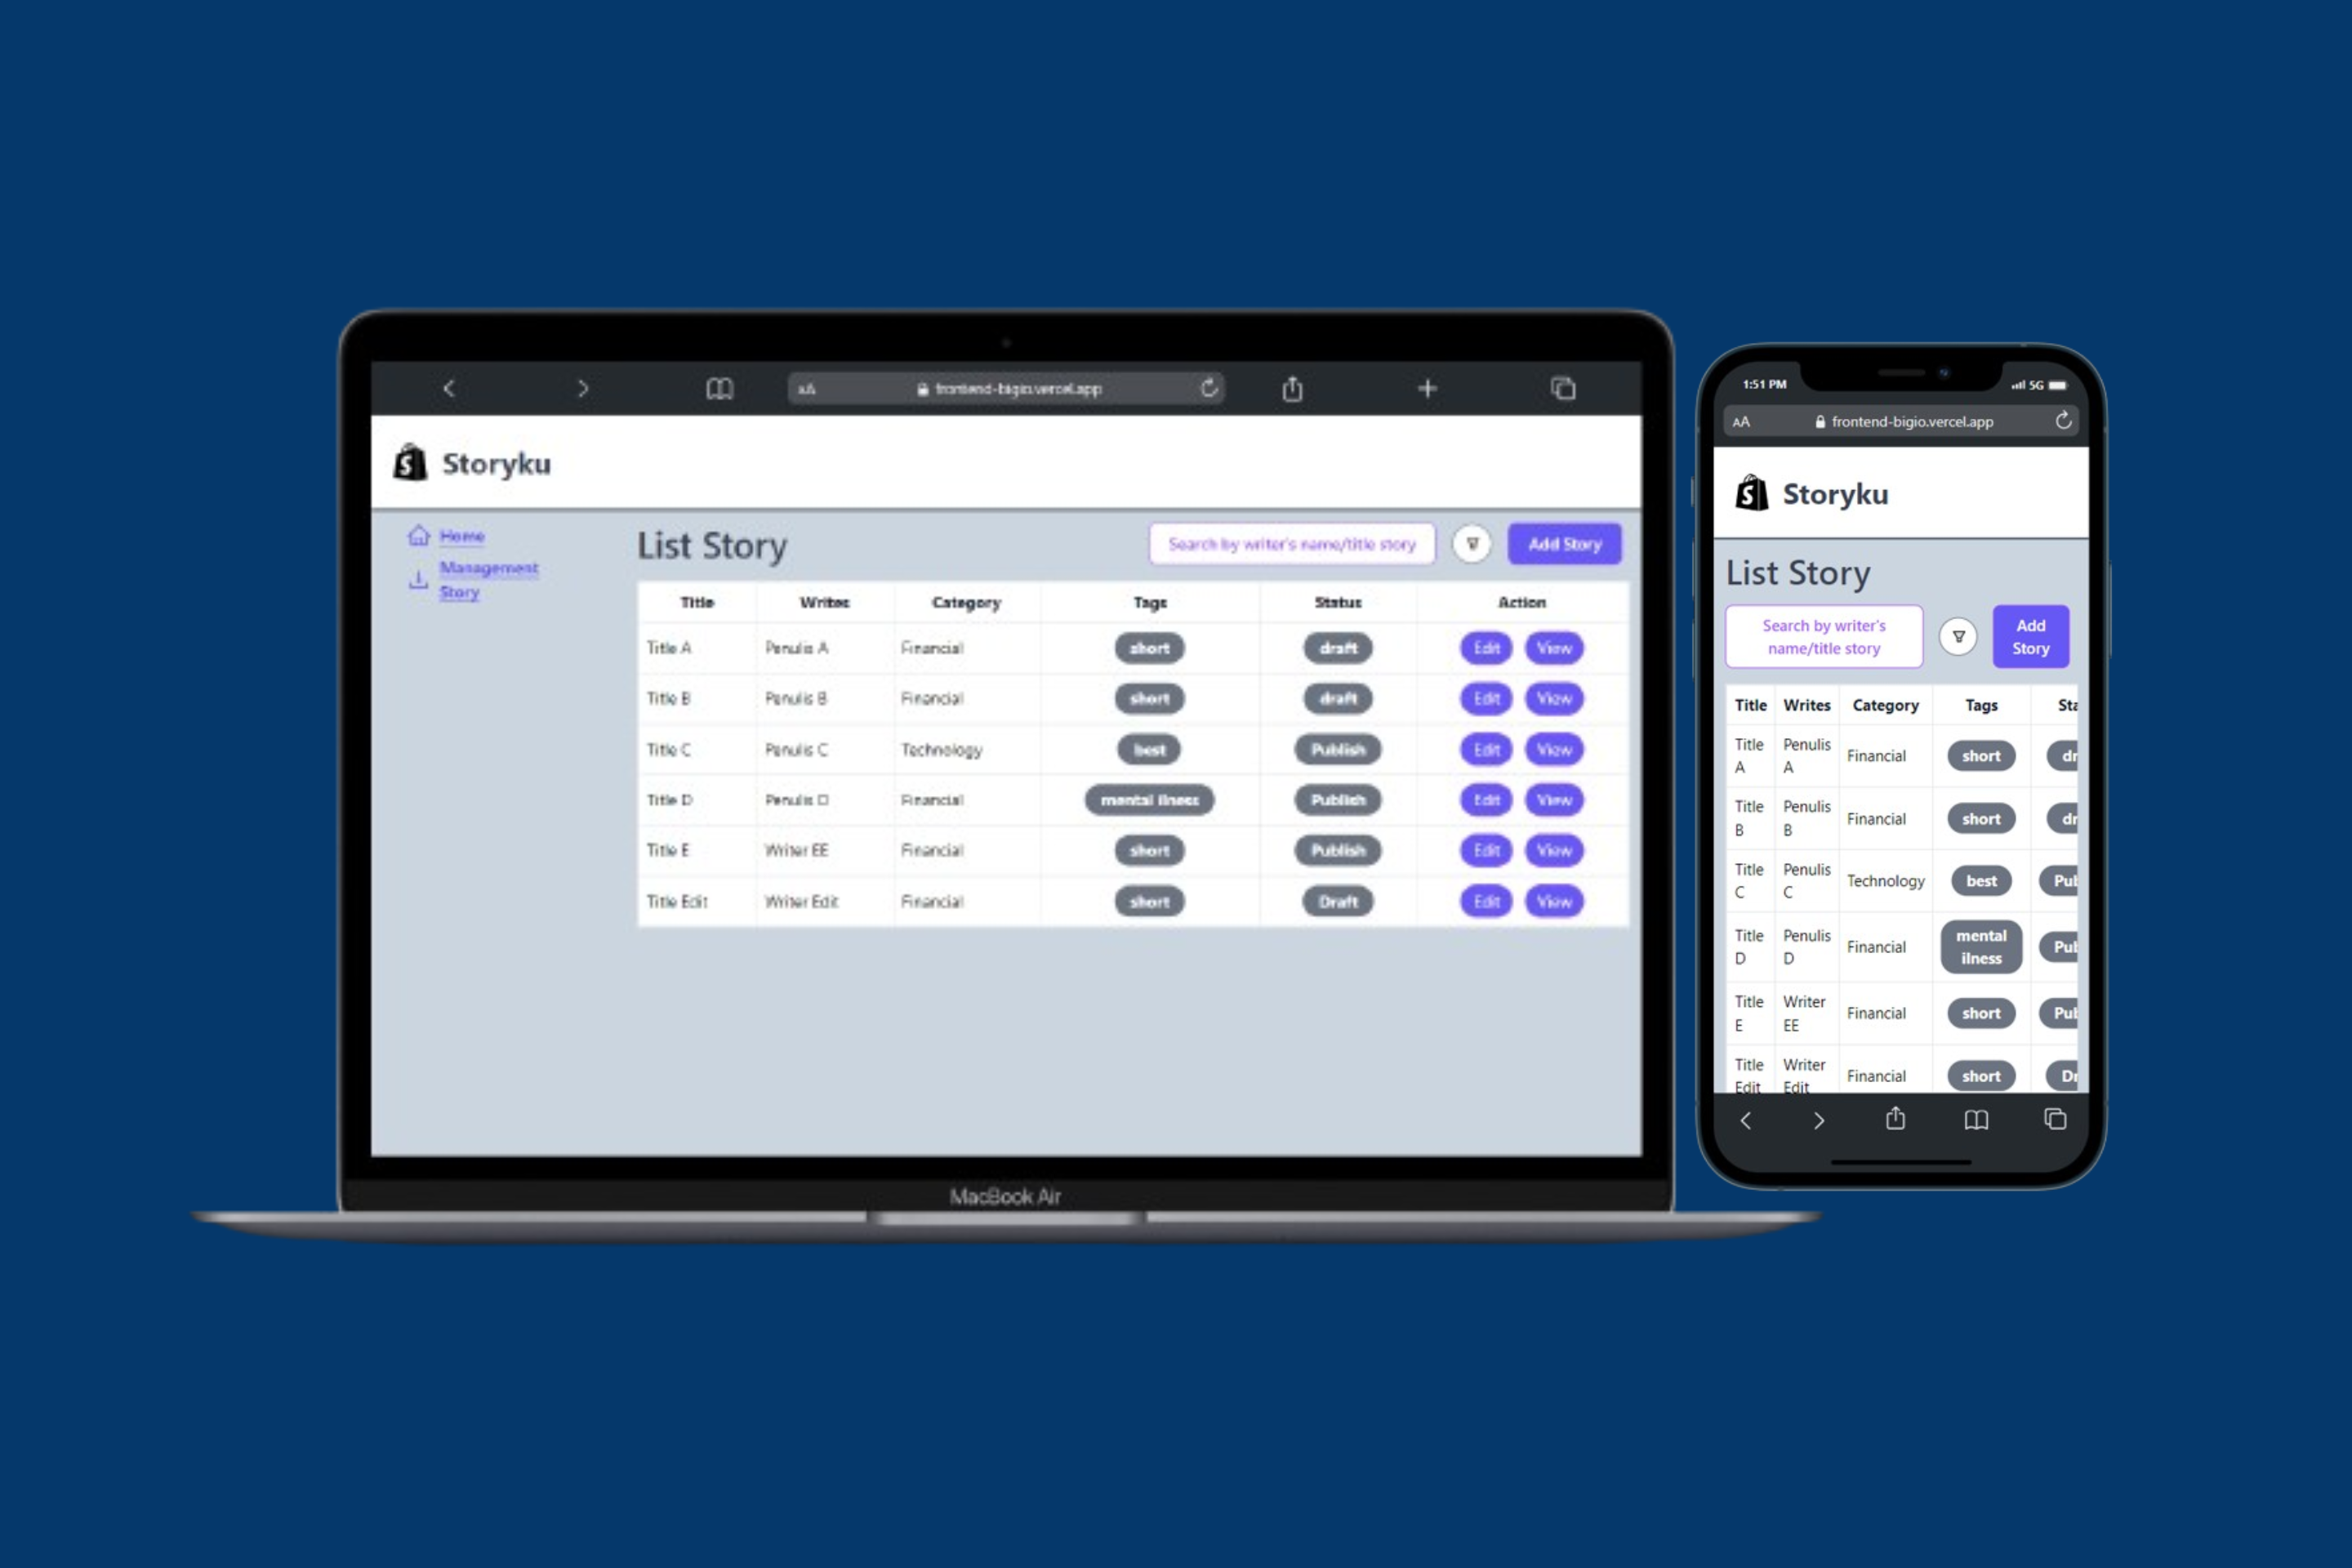 AA frontend-bigio.vercel.app
Storyku
Home
Management
Story
List Story
Search by writer's name/title story
Add Story
Title Writes Category Tags Status Action
Title A Penulis A Financial short draft Edit View
Title B Penulis B Financial short draft Edit View
Title C Penulis C Technology best Publish Edit View
Title D Penulis D Financial mental ilness Publish Edit View
Title E Writer EE Financial short Publish Edit View
Title Edit Writer Edit Financial short Draft Edit View
MacBook Air
1:51 PM 5G
AA frontend-bigio.vercel.app
Storyku
List Story
Search by writer's
name/title story
Add
Story
Title Writes Category Tags Sta
Title Penulis Financial short dr
A A
Title Penulis Financial short dr
B B
Title Penulis Technology best Pub
C C
Title Penulis Financial mental Pub
D D ilness
Title Writer Financial short Pub
E EE
Title Writer Financial short Dr
Edit Edit